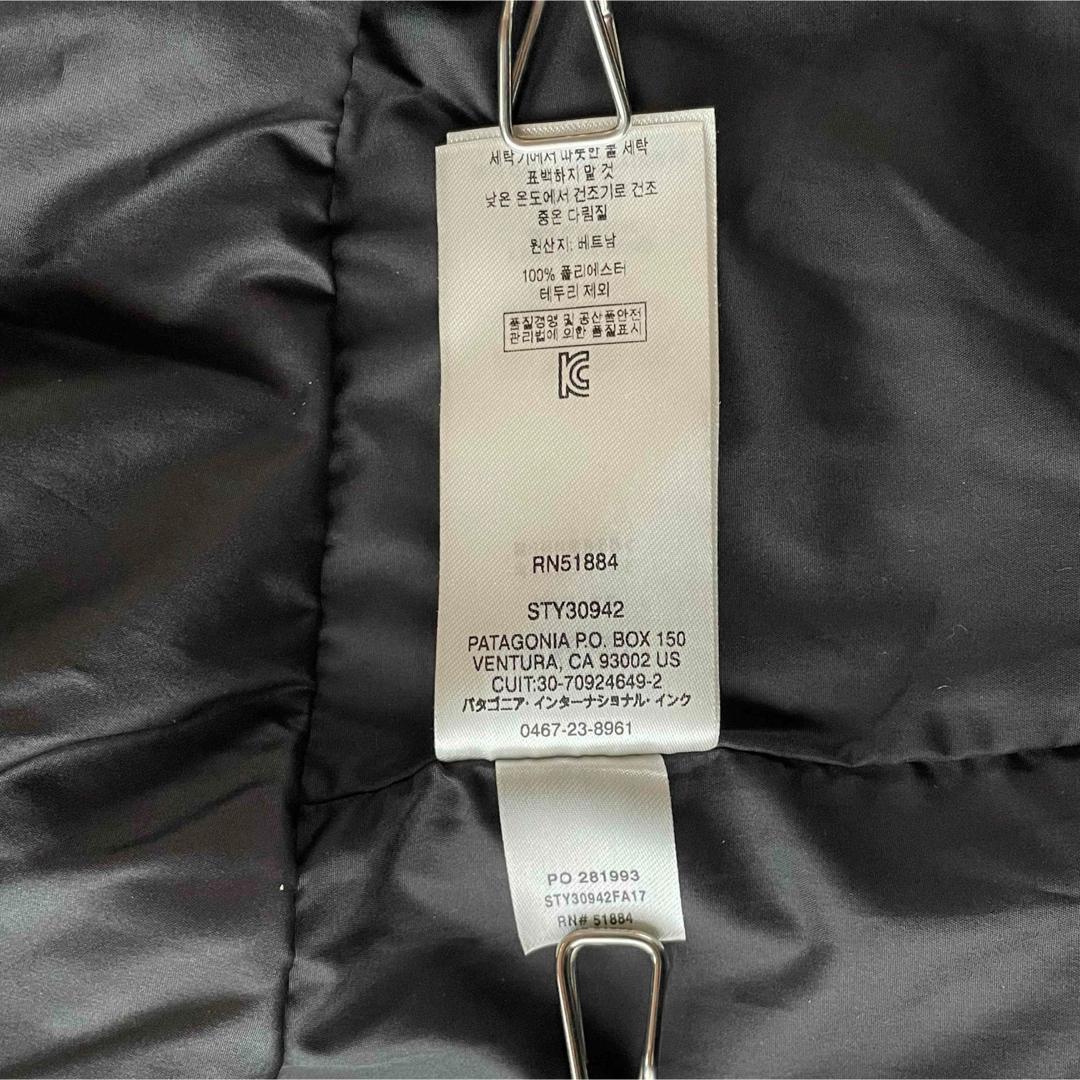 세탁기에서 따뜻한 물 세탁
표백하지 말 것
낮은 온도에서 건조기로 건조
중온 다림질
원산지: 베트남
100% 폴리에스터
테두리 제외
품질경영 및 공산품안전
관리법에 의한 품질표시
RN51884
STY30942
PATAGONIA P.O. BOX 150
VENTURA, CA 93002 US
CUIT:30-70924649-2
パタゴニア・インターナショナル・インク
0467-23-8961
PO 281993
STY30942FA17
RN# 51884